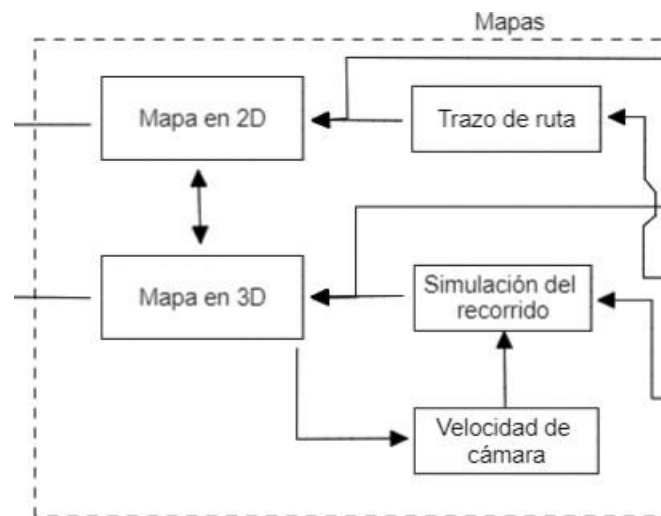 Mapas
Mapa en 2D
Trazo de ruta
Mapa en 3D
Simulación del
recorrido
Velocidad de
cámara